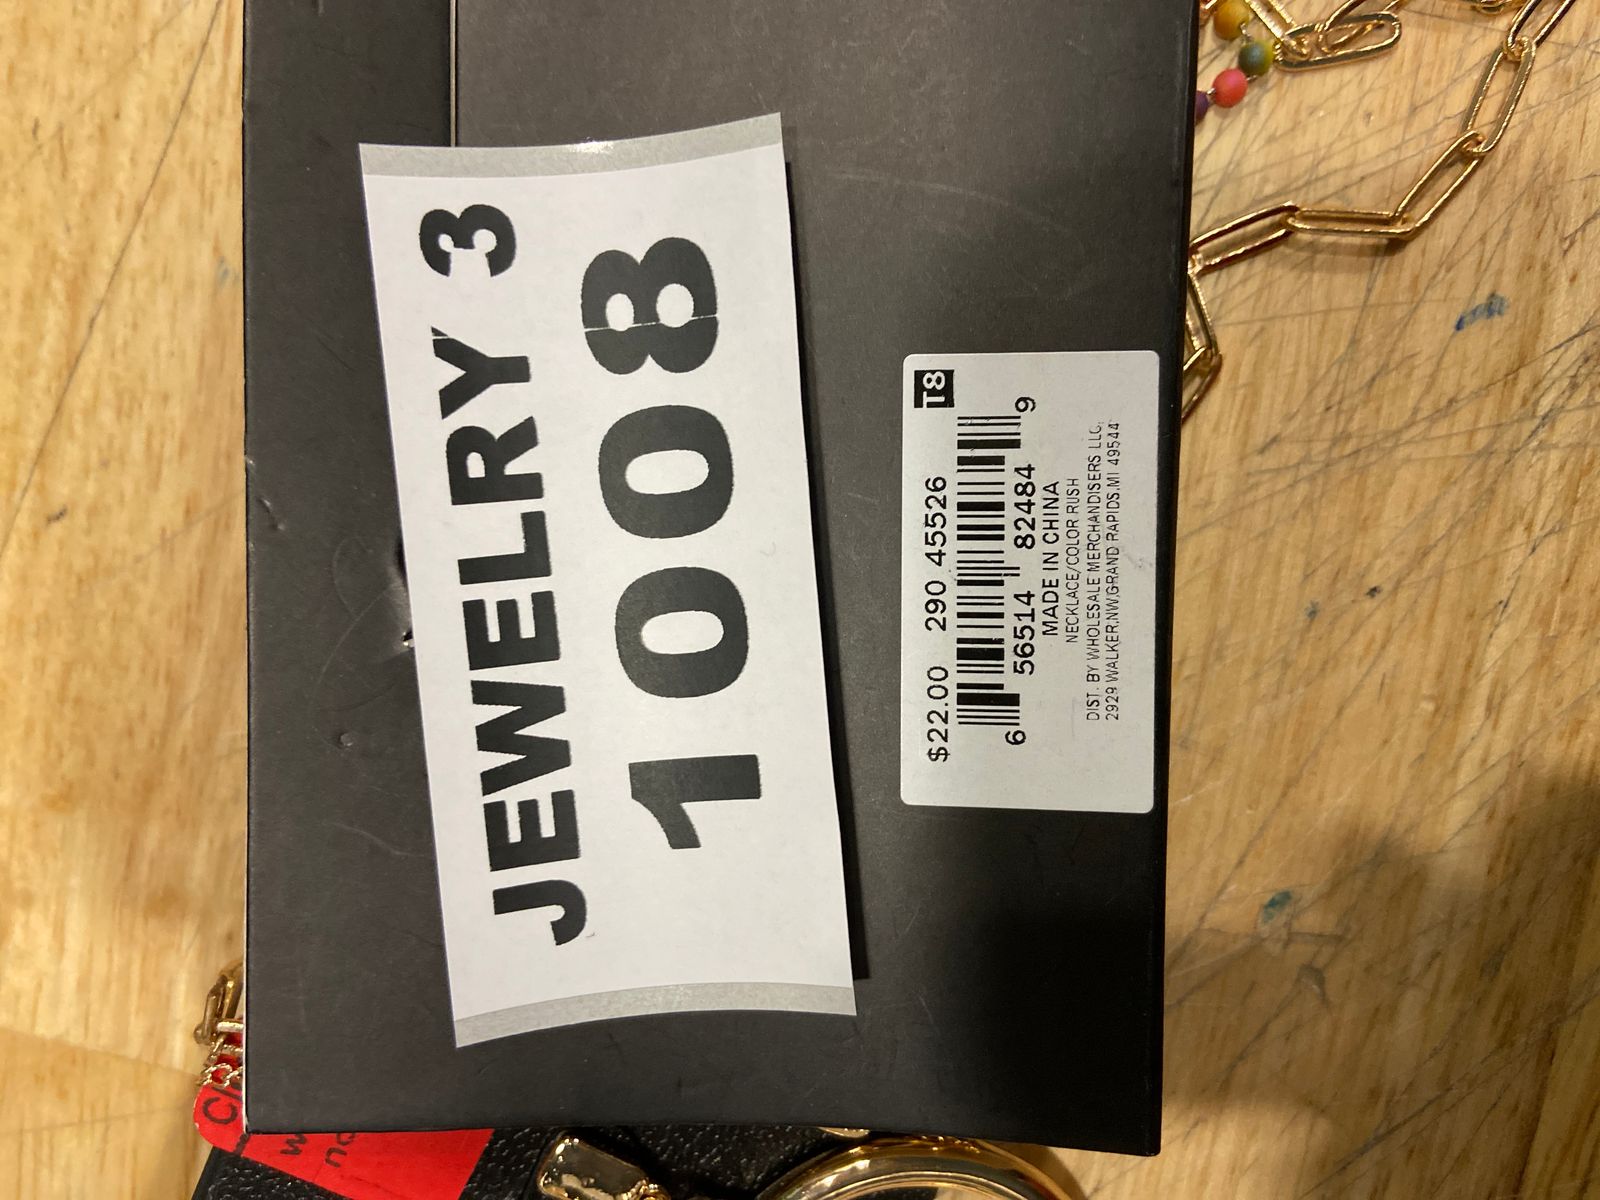 JEWELRY 3
1008
T8
$22.00 290 45526
6 56514 82484 9
MADE IN CHINA
NECKLACE/COLOR RUSH
DIST. BY WHOLESALE MERCHANDISERS LLC,
2929 WALKER,NW,GRAND RAPIDS,MI 49544